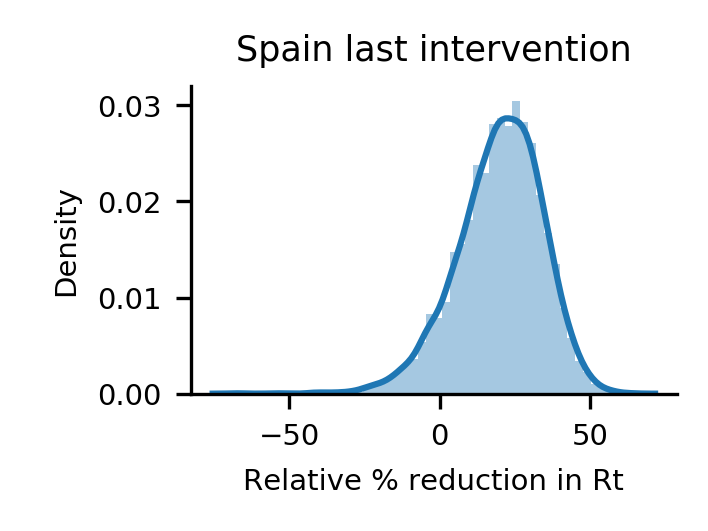 Spain last intervention
0.03
0.02
0.01
0.00
Density
−50
0
50
Relative % reduction in Rt